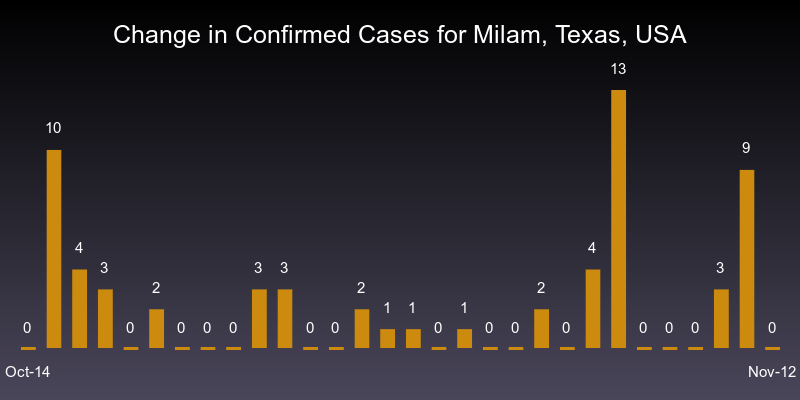 Change in Confirmed Cases for Milam, Texas, USA
0 10 4 3 0 2 0 0 0 3 3 0 0 2 1 1 0 1 0 0 2 0 4 13 0 0 0 3 9 0
Oct-14 Nov-12